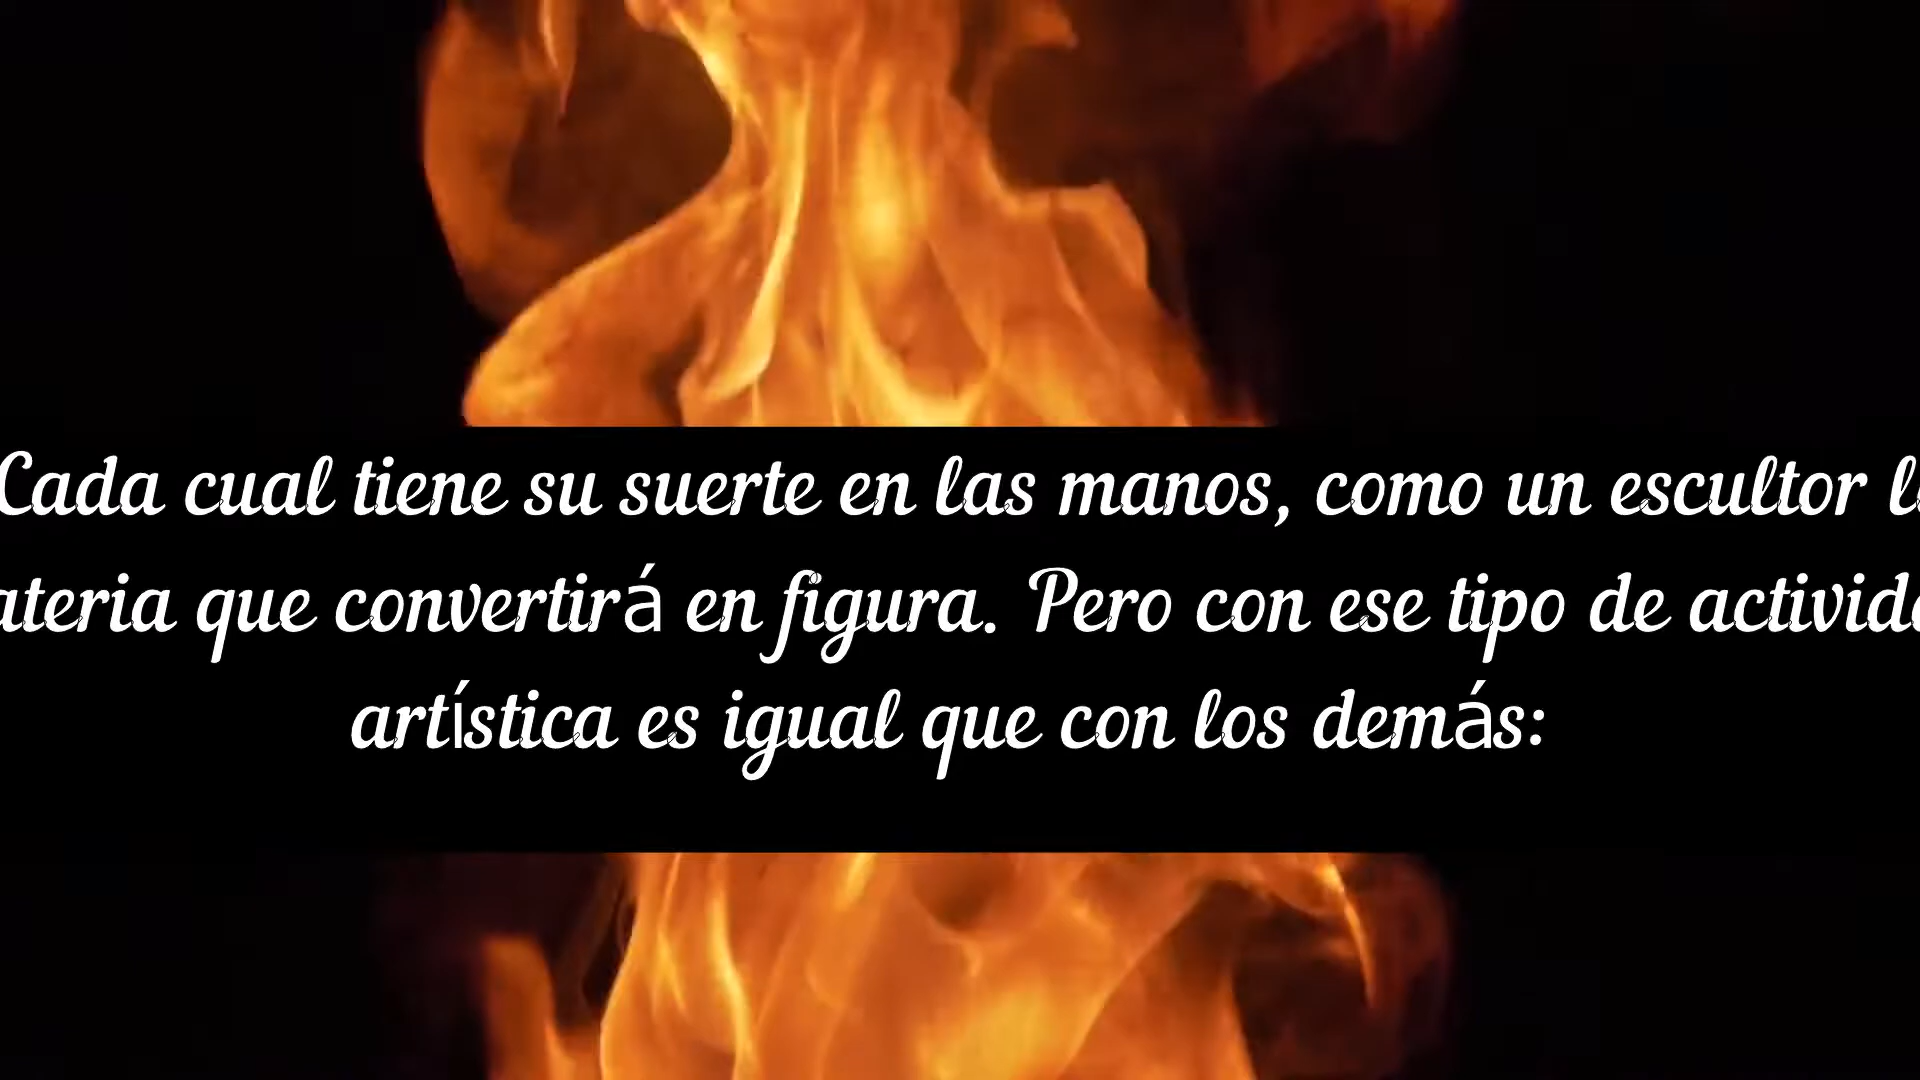 Cada cual tiene su suerte en las manos, como un escultor l
ateria que convertirá en figura. Pero con ese tipo de activida
artística es igual que con los demás: